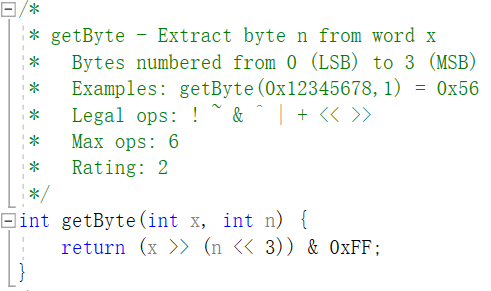 /*
 * getByte - Extract byte n from word x
 *   Bytes numbered from 0 (LSB) to 3 (MSB)
 *   Examples: getByte(0x12345678,1) = 0x56
 *   Legal ops: ! ~ & ^ | + << >>
 *   Max ops: 6
 *   Rating: 2
 */
int getByte(int x, int n) {
    return (x >> (n << 3)) & 0xFF;
}